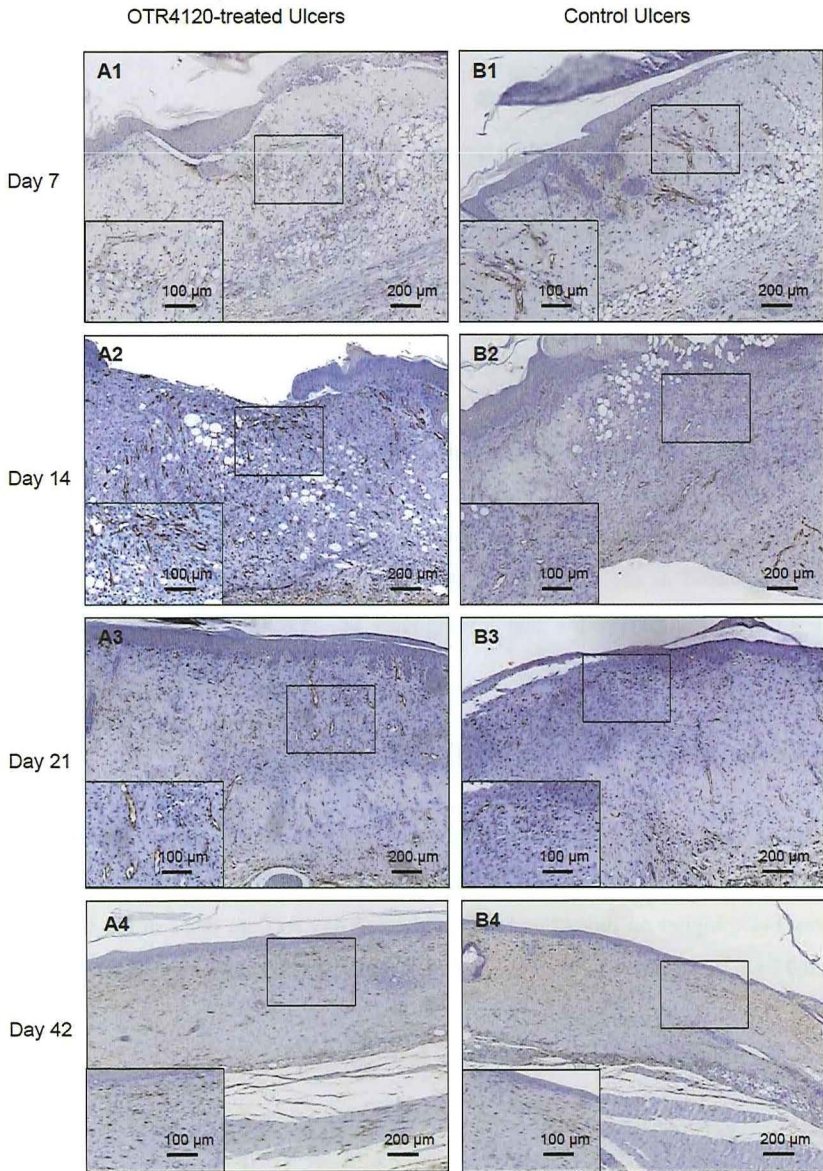 OTR4120-treated Ulcers Control Ulcers
Day 7
A1
100 µm 200 µm
B1
100 µm 200 µm
Day 14
A2
100 µm 200 µm
B2
100 µm 200 µm
Day 21
A3
100 µm 200 µm
B3
100 µm 200 µm
Day 42
A4
100 µm 200 µm
B4
100 µm 200 µm